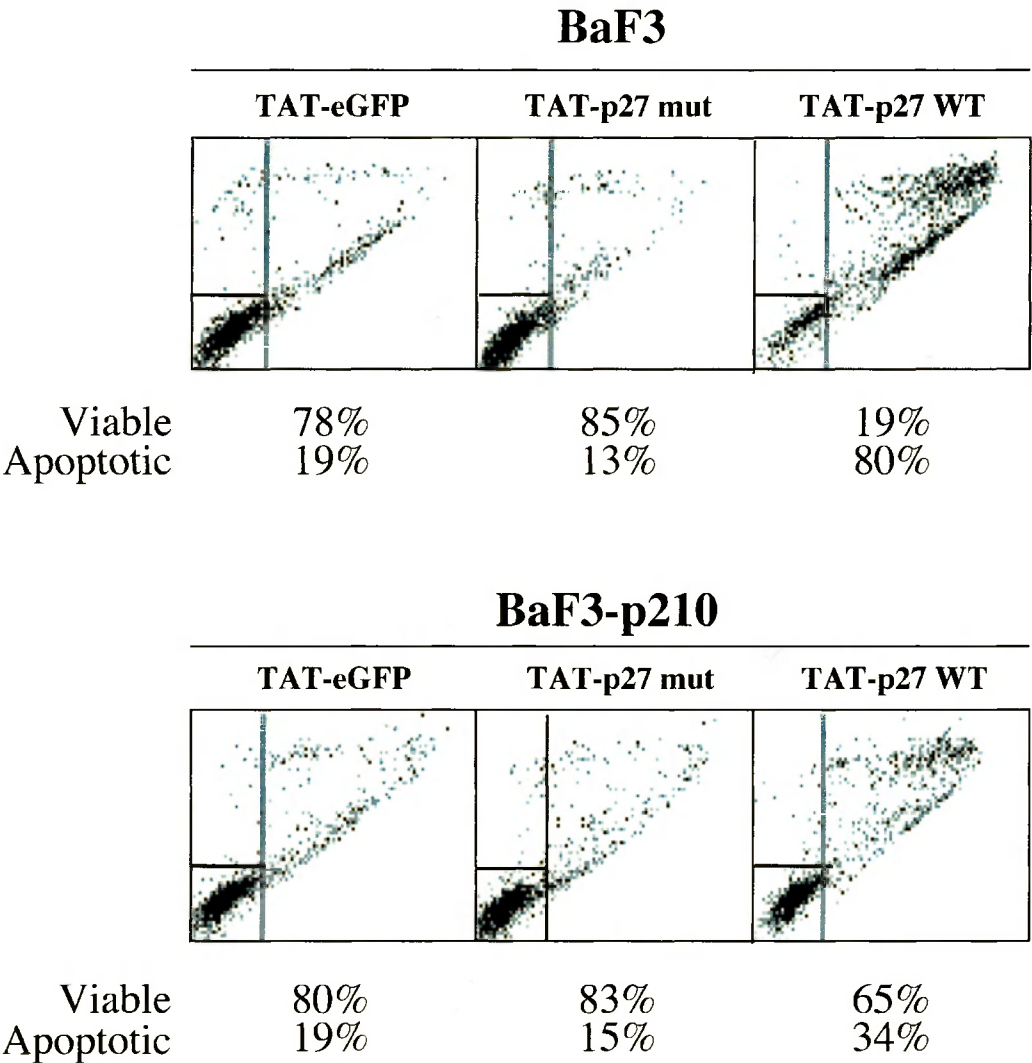 BaF3
TAT-eGFP TAT-p27 mut TAT-p27 WT
Viable 78% 85% 19%
Apoptotic 19% 13% 80%
BaF3-p210
TAT-eGFP TAT-p27 mut TAT-p27 WT
Viable 80% 83% 65%
Apoptotic 19% 15% 34%